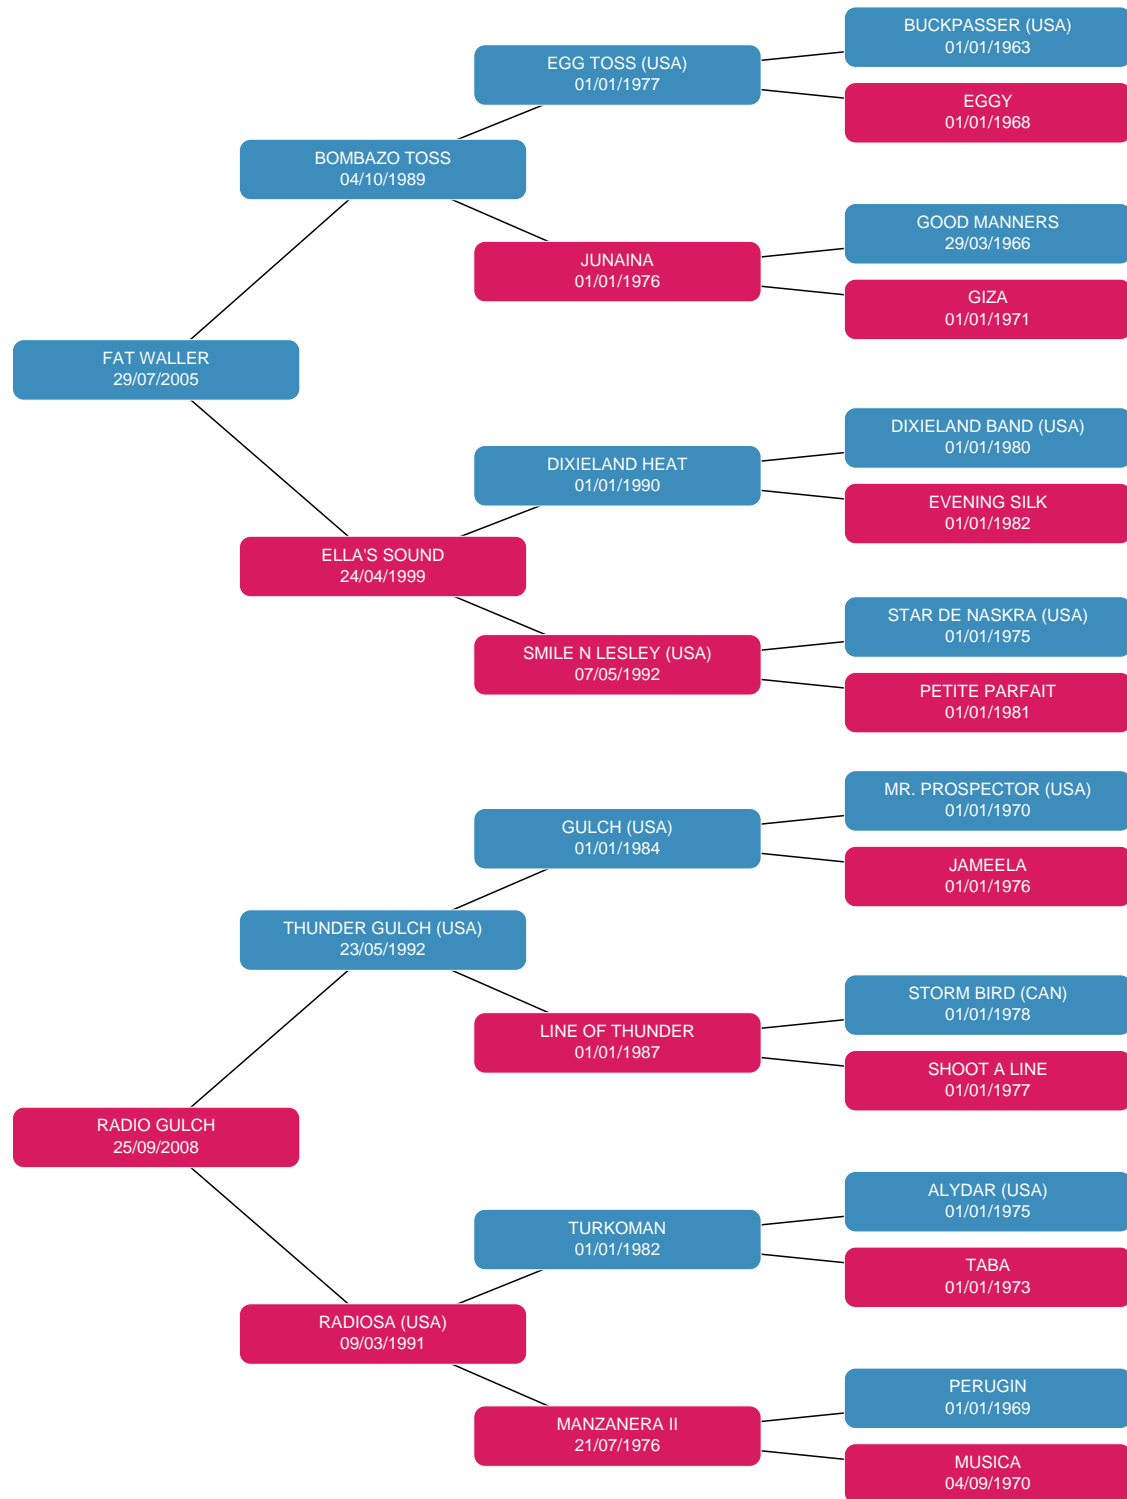 BUCKPASSER (USA)
01/01/1963
EGG TOSS (USA)
01/01/1977
EGGY
01/01/1968
BOMBAZO TOSS
04/10/1989
GOOD MANNERS
29/03/1966
JUNAINA
01/01/1976
GIZA
01/01/1971
FAT WALLER
29/07/2005
DIXIELAND BAND (USA)
01/01/1980
DIXIELAND HEAT
01/01/1990
EVENING SILK
01/01/1982
ELLA'S SOUND
24/04/1999
STAR DE NASKRA (USA)
01/01/1975
SMILE N LESLEY (USA)
07/05/1992
PETITE PARFAIT
01/01/1981
MR. PROSPECTOR (USA)
01/01/1970
GULCH (USA)
01/01/1984
JAMEELA
01/01/1976
THUNDER GULCH (USA)
23/05/1992
STORM BIRD (CAN)
01/01/1978
LINE OF THUNDER
01/01/1987
SHOOT A LINE
01/01/1977
RADIO GULCH
25/09/2008
ALYDAR (USA)
01/01/1975
TURKOMAN
01/01/1982
TABA
01/01/1973
RADIOSA (USA)
09/03/1991
PERUGIN
01/01/1969
MANZANERA II
21/07/1976
MUSICA
04/09/1970